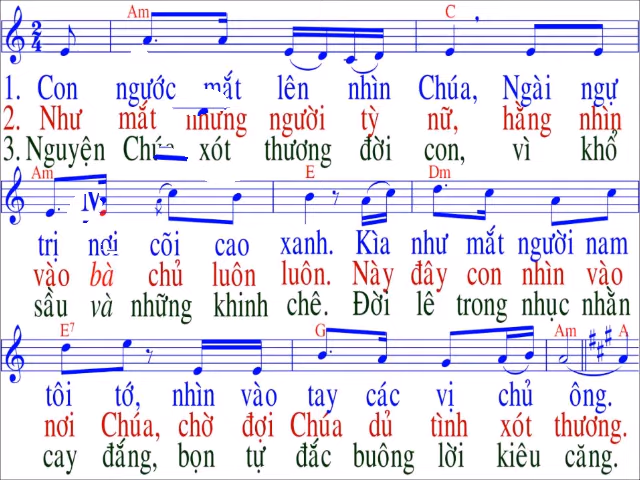 Am C
2 4
1. Con ngước mắt lên nhìn Chúa, Ngài ngự
2. Như mắt những người tỳ nữ, hằng nhìn
3. Nguyện Chúa xót thương đời con, vì khổ
Am E Dm
trị nơi cõi cao xanh. Kìa như mắt người nam
vào bà chủ luôn luôn. Này đây con nhìn vào
sầu và những khinh chê. Đời lê trong nhục nhằn
E7 G Am A
tôi tớ, nhìn vào tay các vị chủ ông.
nơi Chúa, chờ đợi Chúa dủ tình xót thương.
cay đắng, bọn tự đắc buông lời kiêu căng.